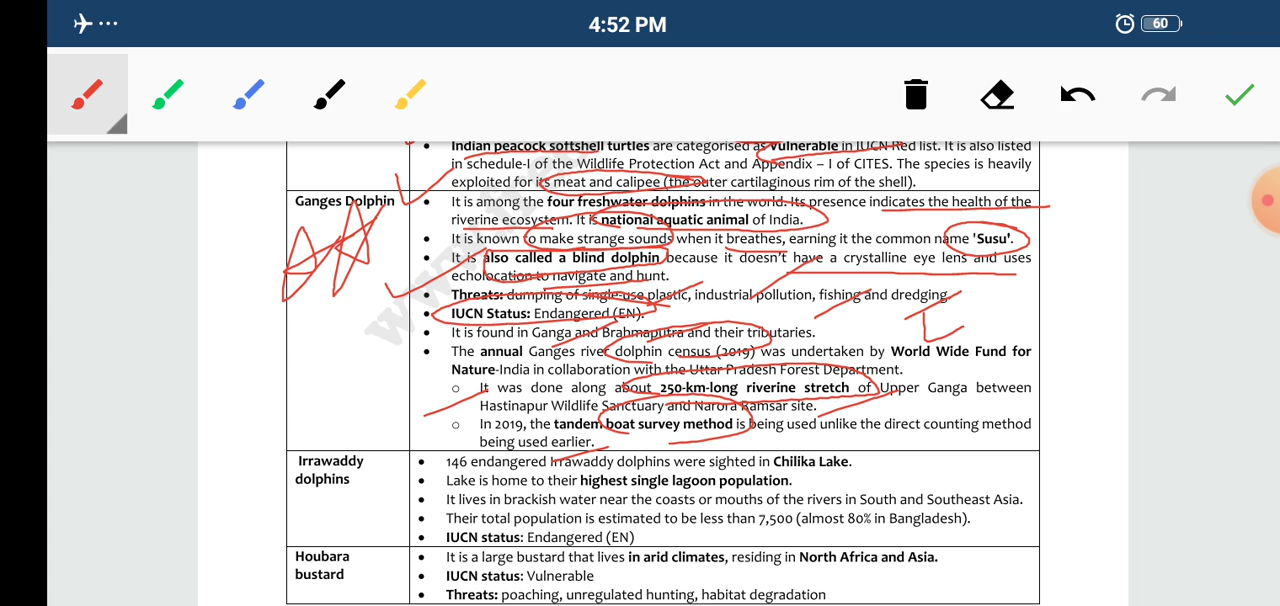 4:52 PM
60
Indian peacock softshell turtles are categorised as Vulnerable in IUCN Red list. It is also listed
in schedule-I of the Wildlife Protection Act and Appendix – I of CITES. The species is heavily
exploited for its meat and calipee (the outer cartilaginous rim of the shell).
Ganges Dolphin
• It is among the four freshwater dolphins in the world. Its presence indicates the health of the
riverine ecosystem. It is national aquatic animal of India.
• It is known to make strange sounds when it breathes, earning it the common name 'Susu'.
• It is also called a blind dolphin because it doesn't have a crystalline eye lens and uses
echolocation to navigate and hunt.
• Threats: dumping of single-use plastic, industrial pollution, fishing and dredging.
• IUCN Status: Endangered (EN).
• It is found in Ganga and Brahmaputra and their tributaries.
• The annual Ganges river dolphin census (2019) was undertaken by World Wide Fund for
Nature-India in collaboration with the Uttar Pradesh Forest Department.
o It was done along about 250-km-long riverine stretch of Upper Ganga between
Hastinapur Wildlife Sanctuary and Narora Ramsar site.
o In 2019, the tandem boat survey method is being used unlike the direct counting method
being used earlier.
Irrawaddy
dolphins
• 146 endangered Irrawaddy dolphins were sighted in Chilika Lake.
• Lake is home to their highest single lagoon population.
• It lives in brackish water near the coasts or mouths of the rivers in South and Southeast Asia.
• Their total population is estimated to be less than 7,500 (almost 80% in Bangladesh).
• IUCN status: Endangered (EN)
Houbara
bustard
• It is a large bustard that lives in arid climates, residing in North Africa and Asia.
• IUCN status: Vulnerable
• Threats: poaching, unregulated hunting, habitat degradation